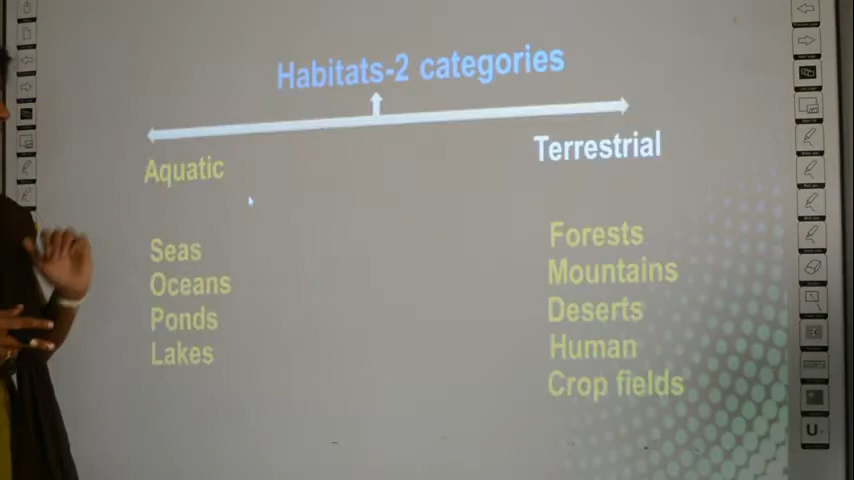 Habitats-2 categories
Aquatic
Terrestrial
Seas
Oceans
Ponds
Lakes
Forests
Mountains
Deserts
Human
Crop fields